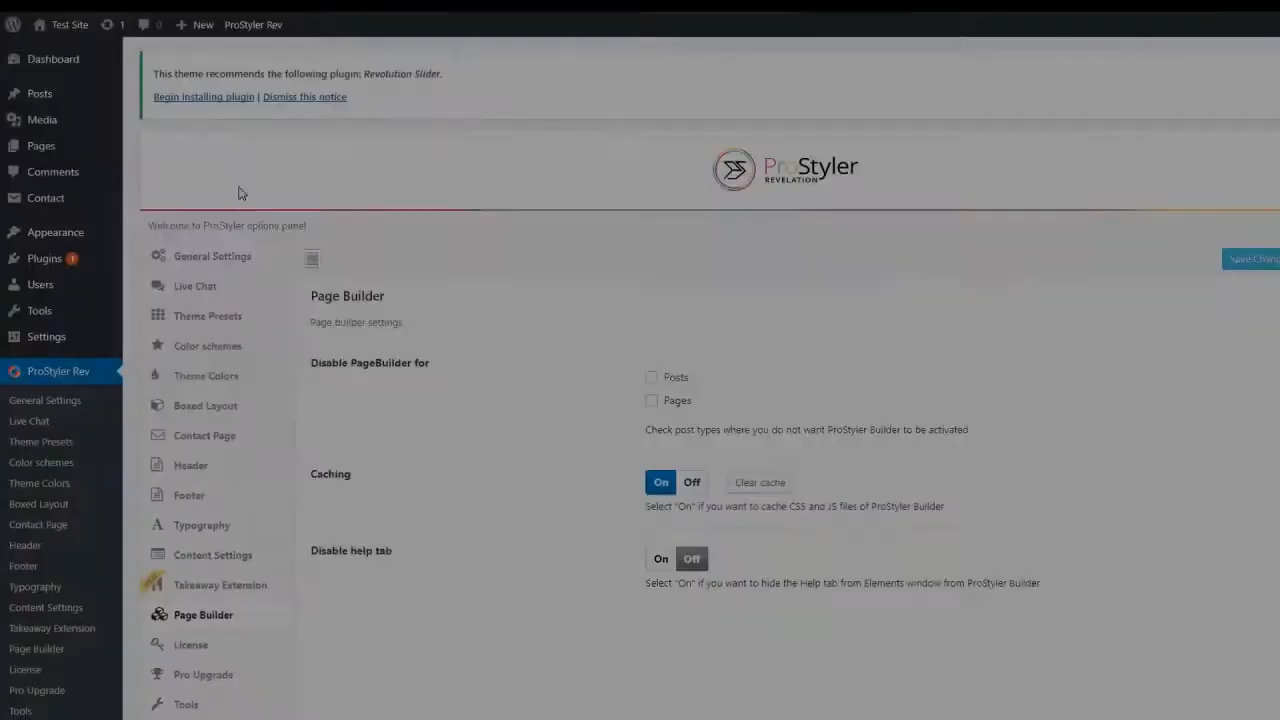 Test Site 1 0 New ProStyler Rev
Dashboard
Posts
Media
Pages
Comments
Contact
Appearance
Plugins 1
Users
Tools
Settings
ProStyler Rev
General Settings
Live Chat
Theme Presets
Color schemes
Theme Colors
Boxed Layout
Contact Page
Header
Footer
Typography
Content Settings
Takeaway Extension
Page Builder
License
Pro Upgrade
Tools
This theme recommends the following plugin: Revolution Slider.
Begin installing plugin | Dismiss this notice
ProStyler
REVELATION
Welcome to ProStyler options panel
General Settings
Live Chat
Theme Presets
Color schemes
Theme Colors
Boxed Layout
Contact Page
Header
Footer
Typography
Content Settings
Takeaway Extension
Page Builder
License
Pro Upgrade
Tools
Save Chang
Page Builder
Page builder settings.
Disable PageBuilder for
Posts
Pages
Check post types where you do not want ProStyler Builder to be activated
Caching
On Off Clear cache
Select "On" if you want to cache CSS and JS files of ProStyler Builder
Disable help tab
On Off
Select "On" if you want to hide the Help tab from Elements window from ProStyler Builder